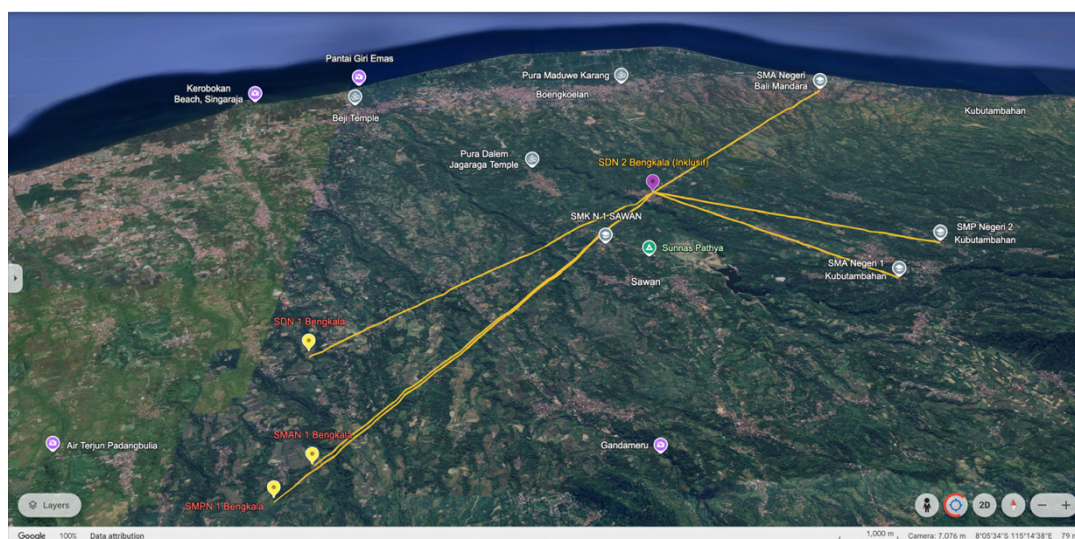 Pantai Giri Emas
Kerobokan
Beach, Singaraja
Beji Temple
Pura Maduwe Karang
Boengkoelan
SMA Negeri
Bali Mandara
Kubutambahan
Pura Dalem
Jagaraga Temple
SDN 2 Bengkala (Inklusif)
SMK N 1 SAWAN
Sunnas Pathya
Sawan
SMP Negeri 2
Kubutambahan
SMA Negeri 1
Kubutambahan
SDN 1 Bengkala
SMAN 1 Bengkala
Air Terjun Padangbulia
Gandameru
SMPN 1 Bengkala
Layers
2D
Google 100% Data attribution
1,000 m Camera: 7,076 m 8°05'34"S 115°14'38"E 79 m